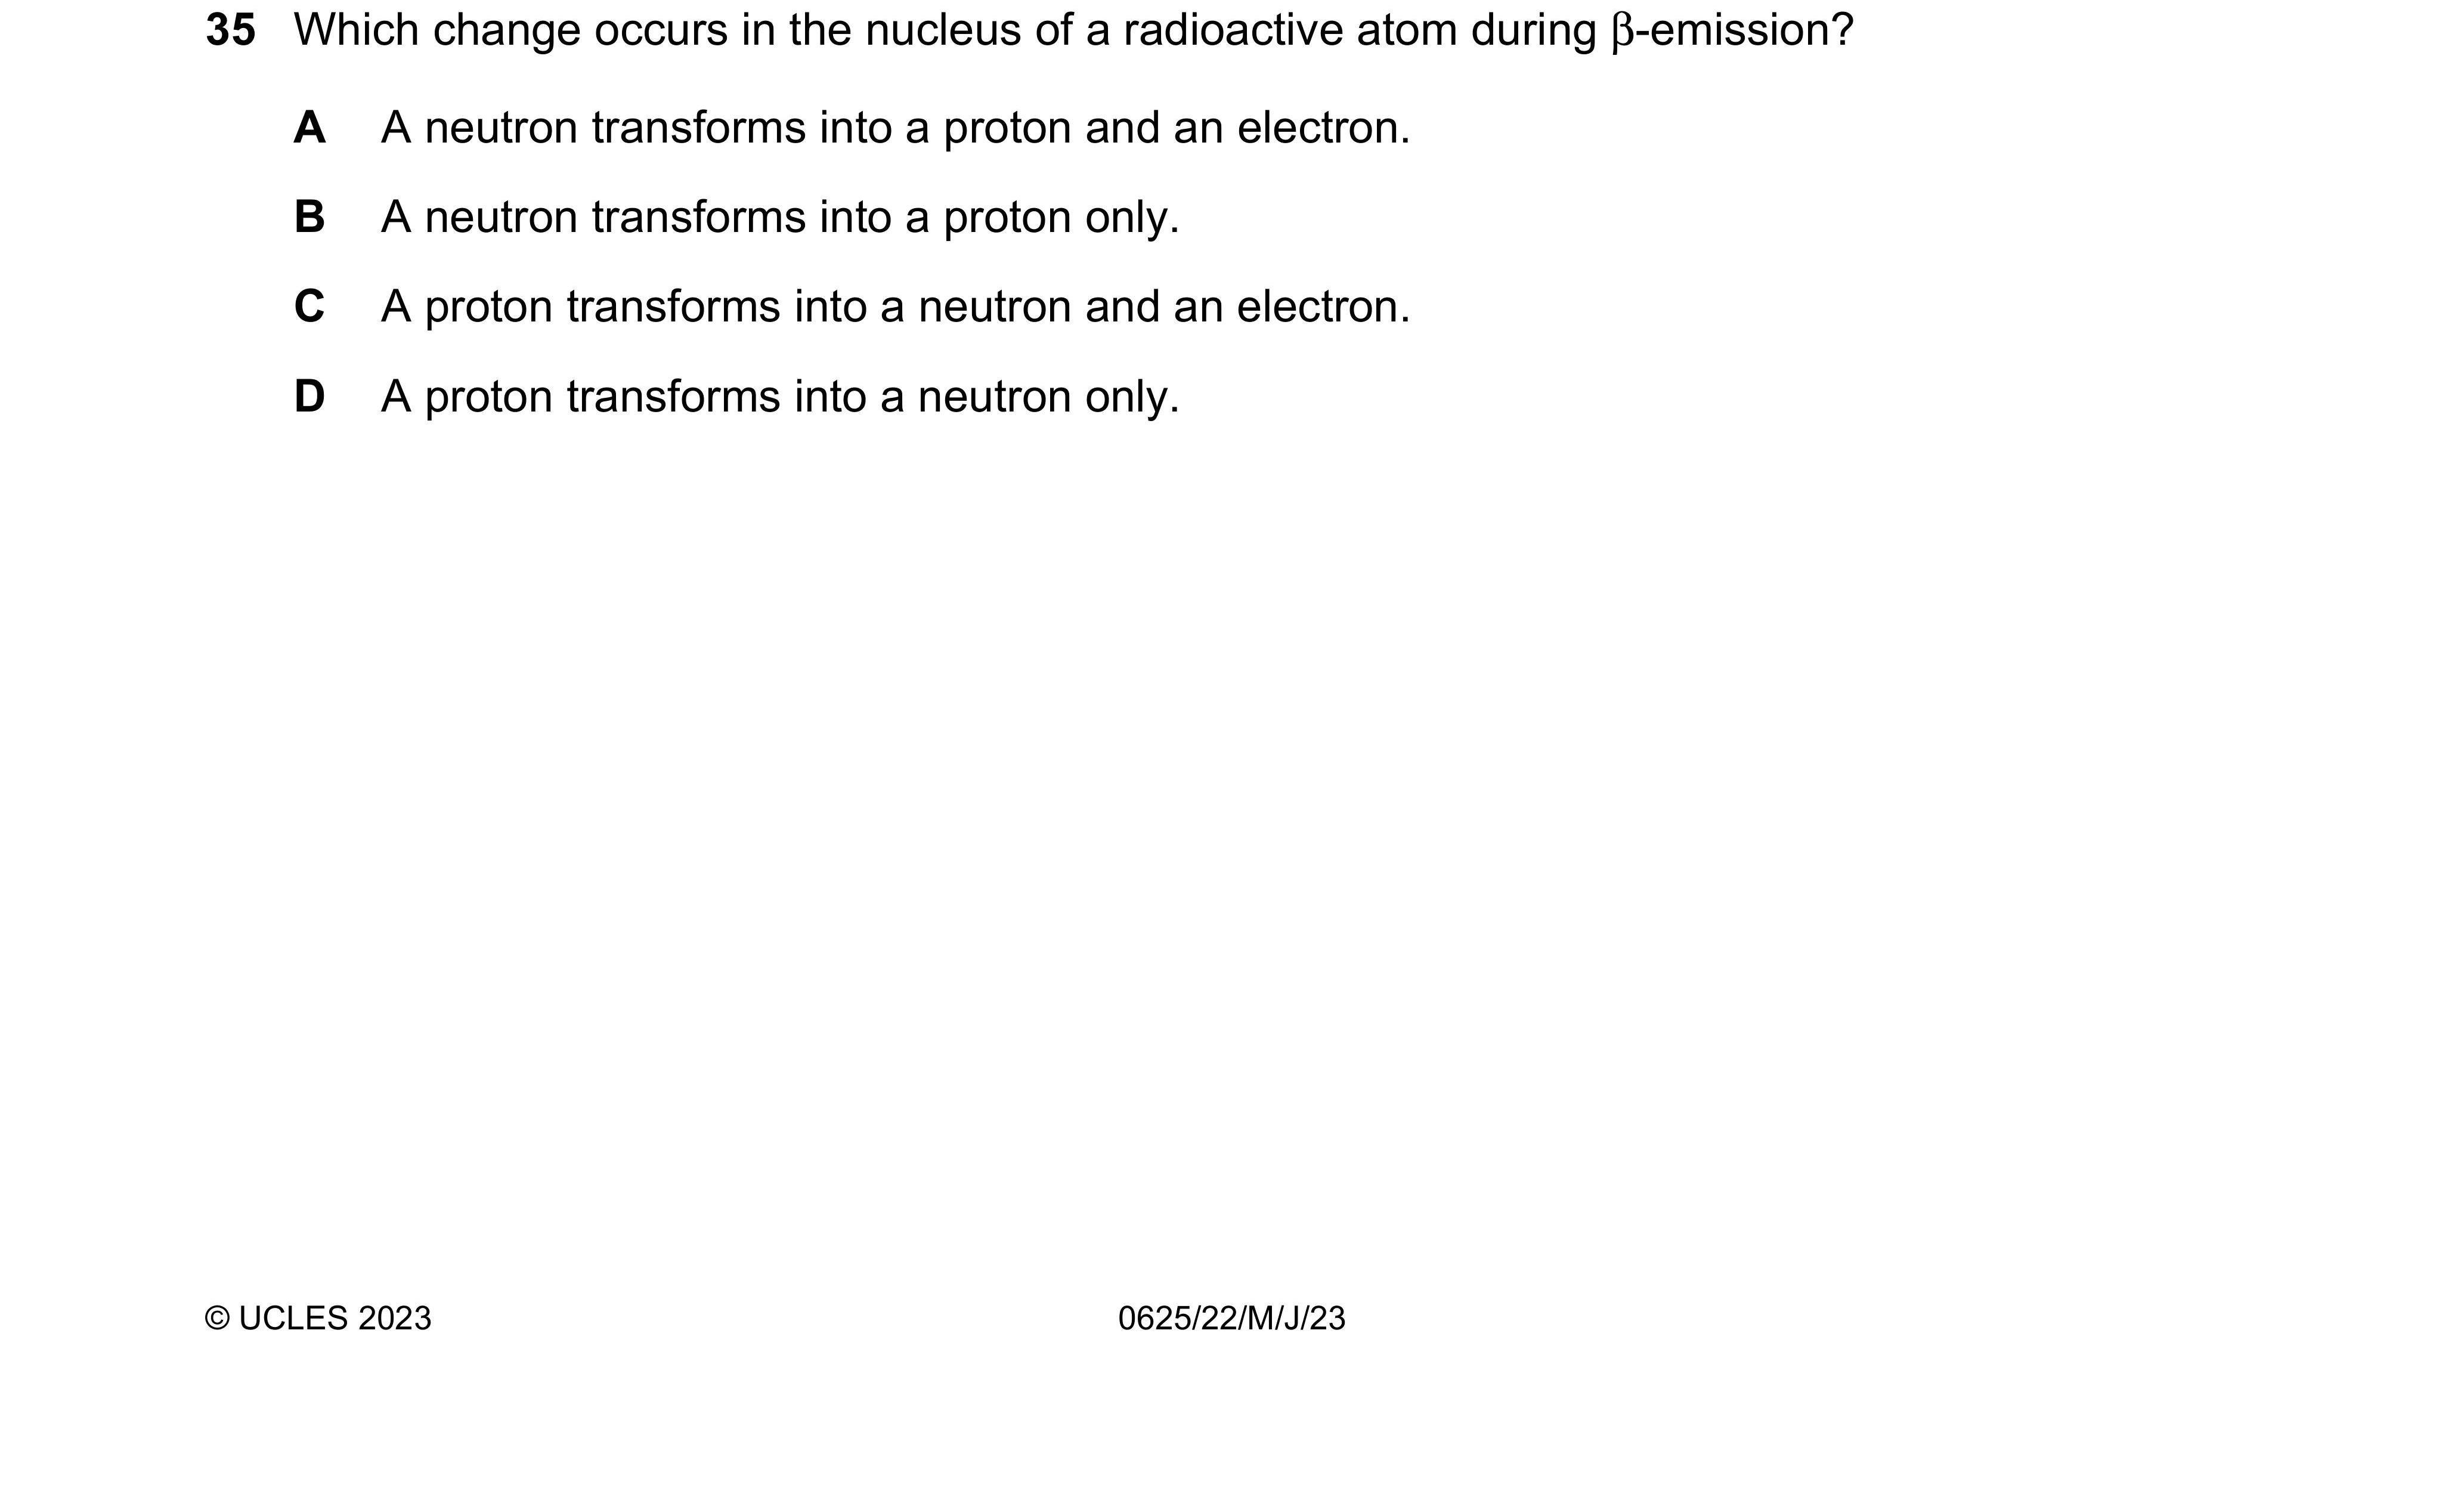 35 Which change occurs in the nucleus of a radioactive atom during β-emission?
A A neutron transforms into a proton and an electron.
B A neutron transforms into a proton only.
C A proton transforms into a neutron and an electron.
D A proton transforms into a neutron only.
© UCLES 2023 0625/22/M/J/23